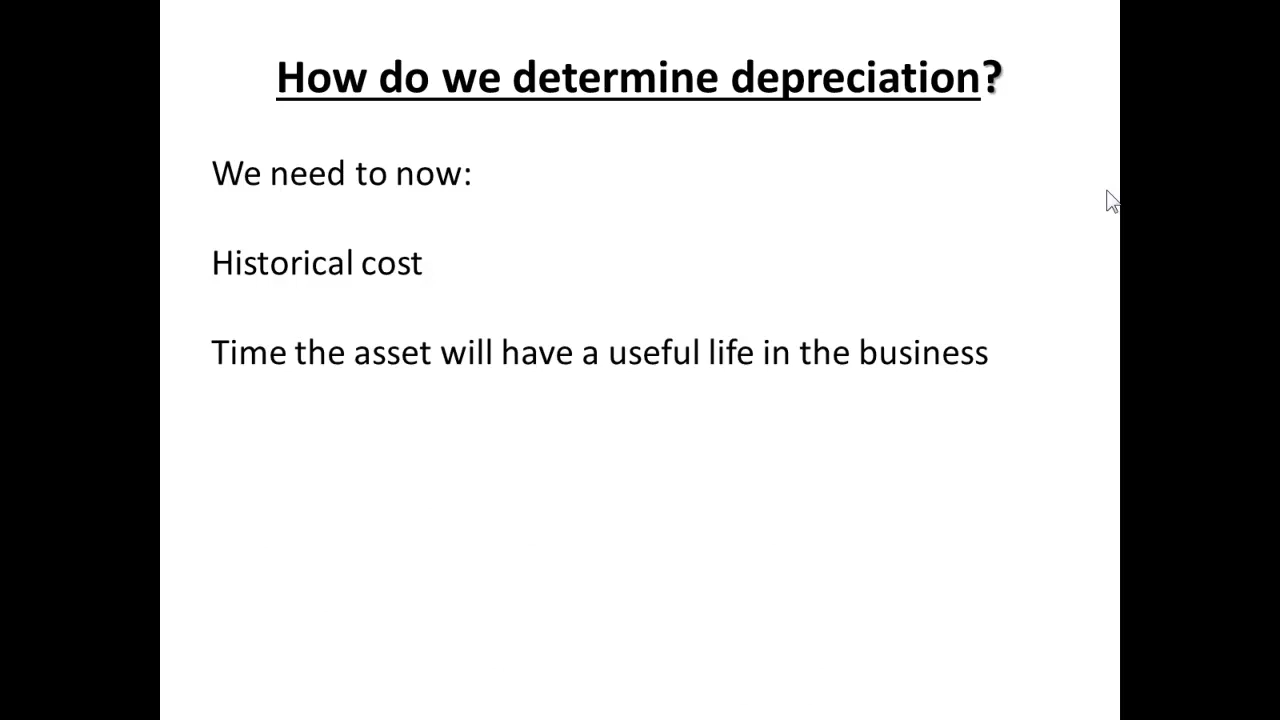 How do we determine depreciation?
We need to now:
Historical cost
Time the asset will have a useful life in the business